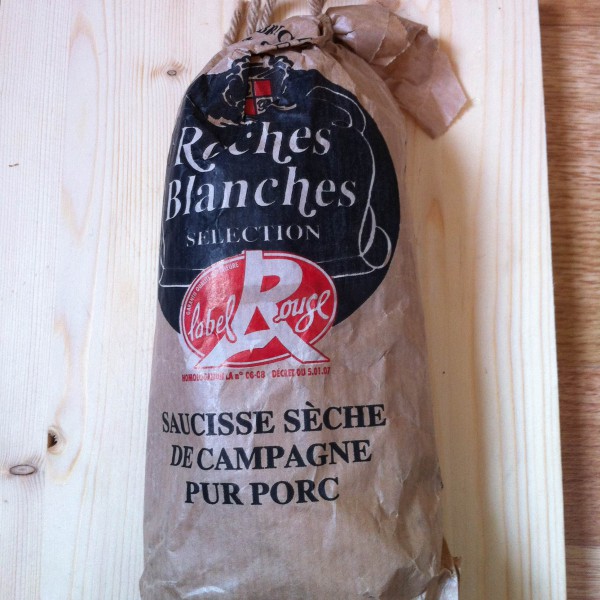 Roches
Blanches
SELECTION
label Rouge
SAUCISSE SÈCHE
DE CAMPAGNE
PUR PORC